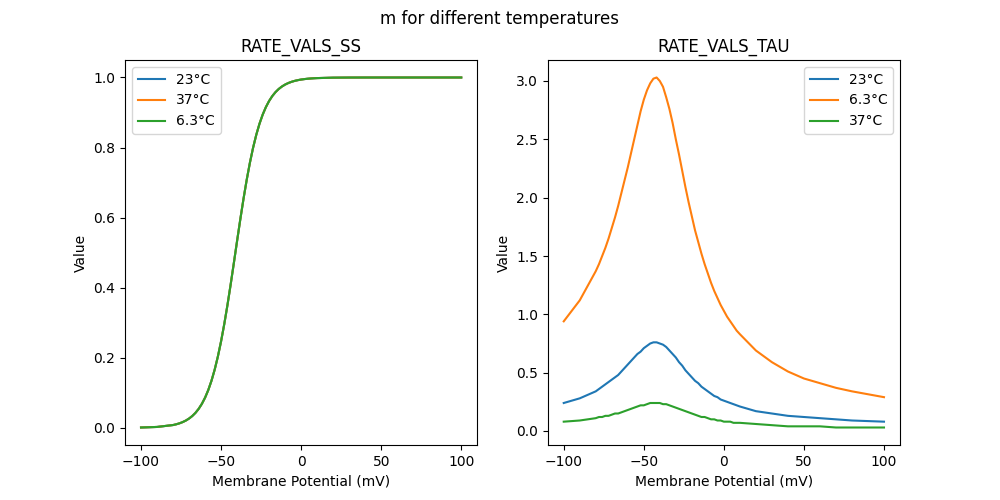 m for different temperatures
RATE_VALS_SS
23°C
37°C
6.3°C
1.0
0.8
0.6
0.4
0.2
0.0
Value
−100
−50
0
50
100
Membrane Potential (mV)
RATE_VALS_TAU
23°C
6.3°C
37°C
3.0
2.5
2.0
1.5
1.0
0.5
0.0
Value
−100
−50
0
50
100
Membrane Potential (mV)